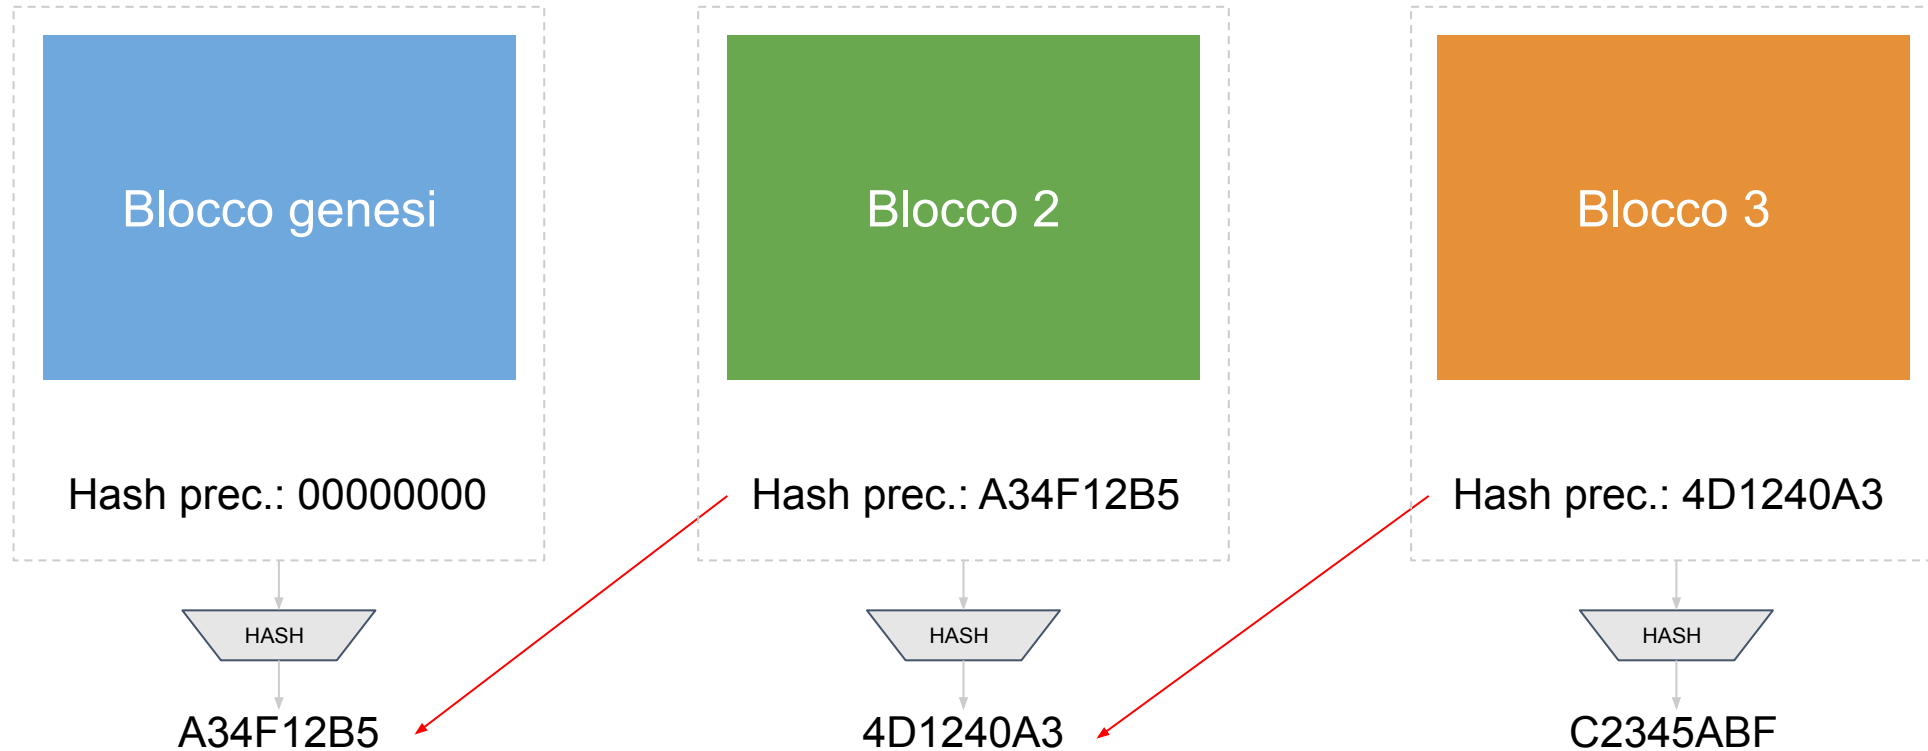 Blocco genesi
Blocco 2
Blocco 3
Hash prec.: 00000000
Hash prec.: A34F12B5
Hash prec.: 4D1240A3
HASH
HASH
HASH
A34F12B5
4D1240A3
C2345ABF